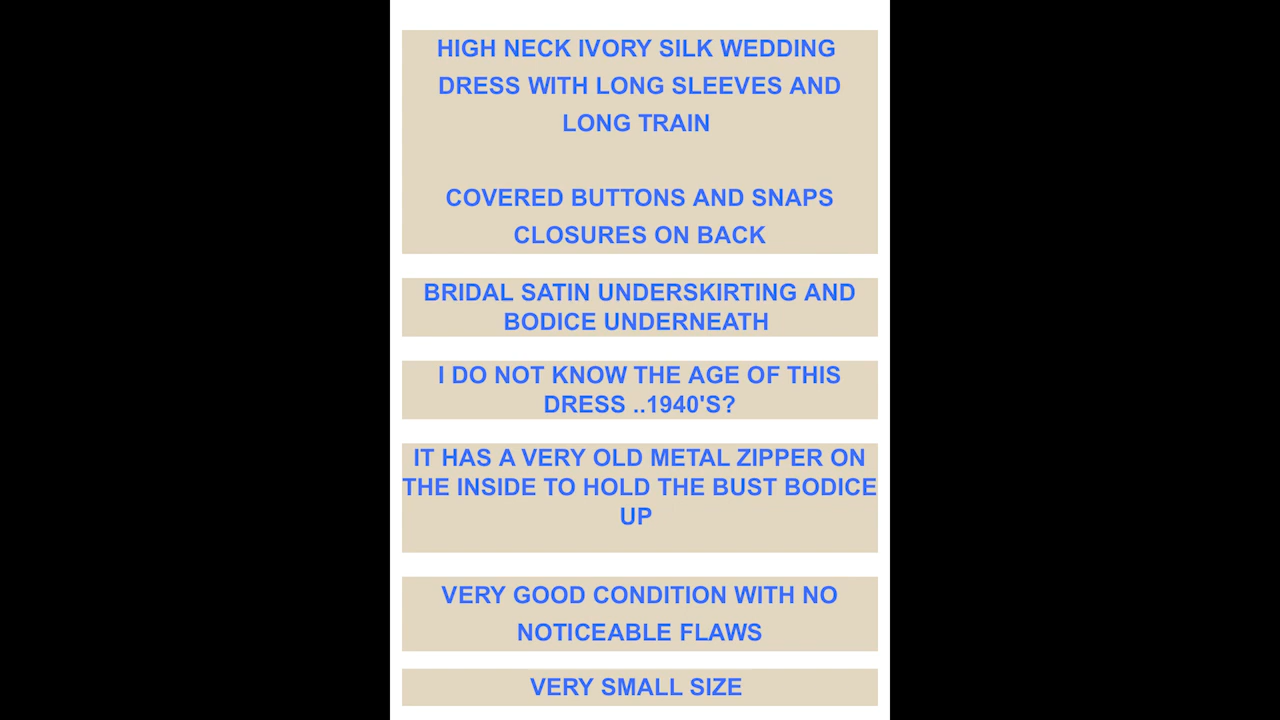 HIGH NECK IVORY SILK WEDDING
DRESS WITH LONG SLEEVES AND
LONG TRAIN
COVERED BUTTONS AND SNAPS
CLOSURES ON BACK
BRIDAL SATIN UNDERSKIRTING AND
BODICE UNDERNEATH
I DO NOT KNOW THE AGE OF THIS
DRESS ..1940'S?
IT HAS A VERY OLD METAL ZIPPER ON
THE INSIDE TO HOLD THE BUST BODICE
UP
VERY GOOD CONDITION WITH NO
NOTICEABLE FLAWS
VERY SMALL SIZE